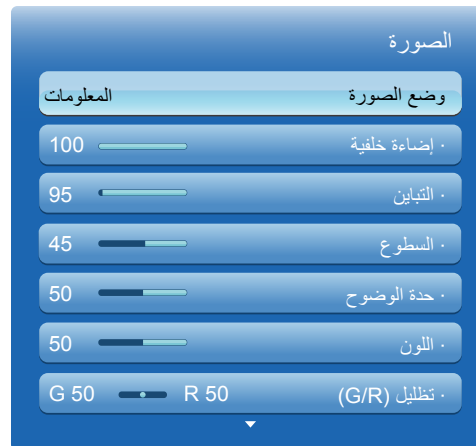 الصورة
وضع الصورة المعلومات
· إضاءة خلفية 100
· التباين 95
· السطوع 45
· حدة الوضوح 50
· اللون 50
· تظليل (G/R) G 50 R 50